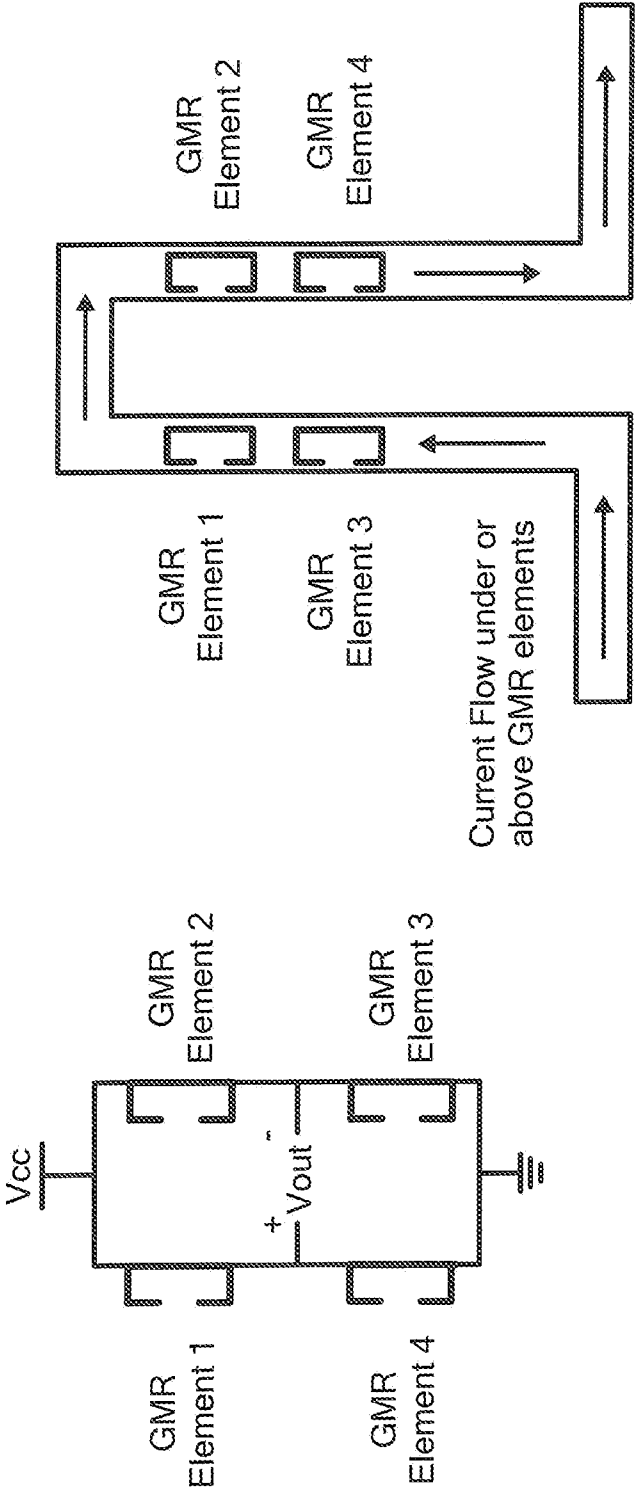 Vcc
GMR
Element 1
GMR
Element 2
+
-
Vout
GMR
Element 4
GMR
Element 3
GMR
Element 1
GMR
Element 2
GMR
Element 3
GMR
Element 4
Current Flow under or
above GMR elements